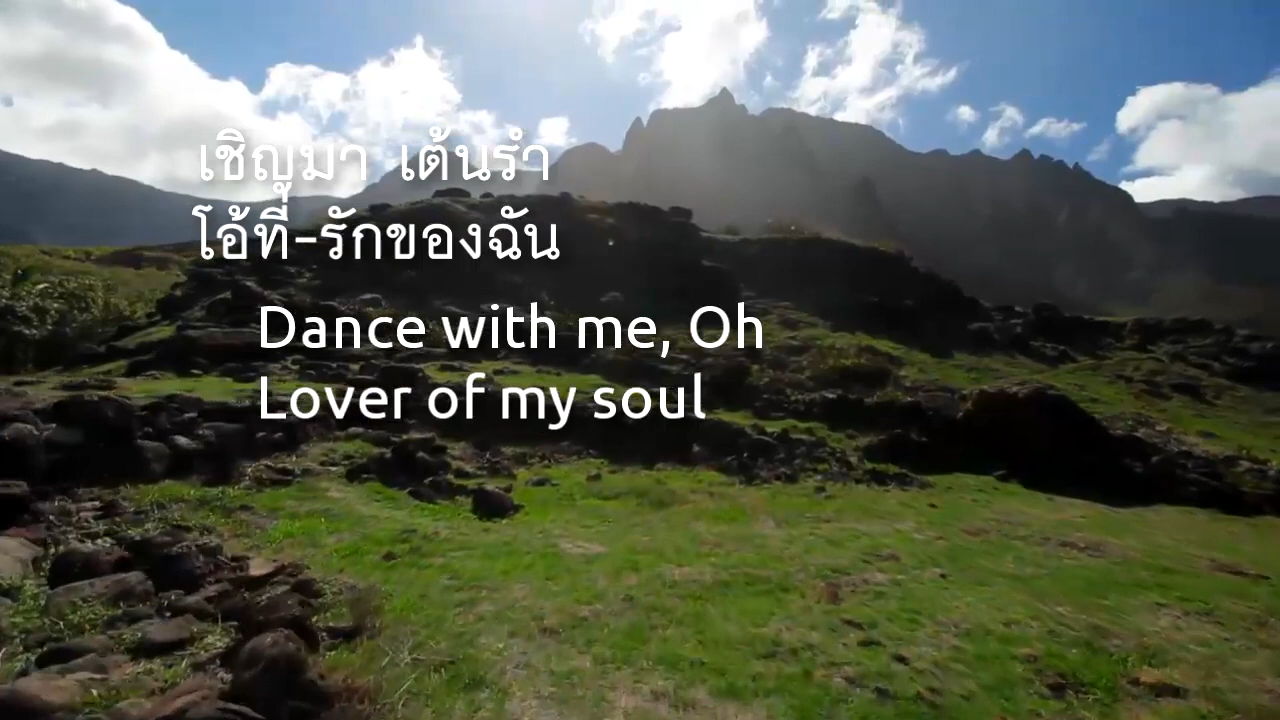 เชิญมา เต้นรำ
โอ้ที่-รักของฉัน
Dance with me, Oh
Lover of my soul